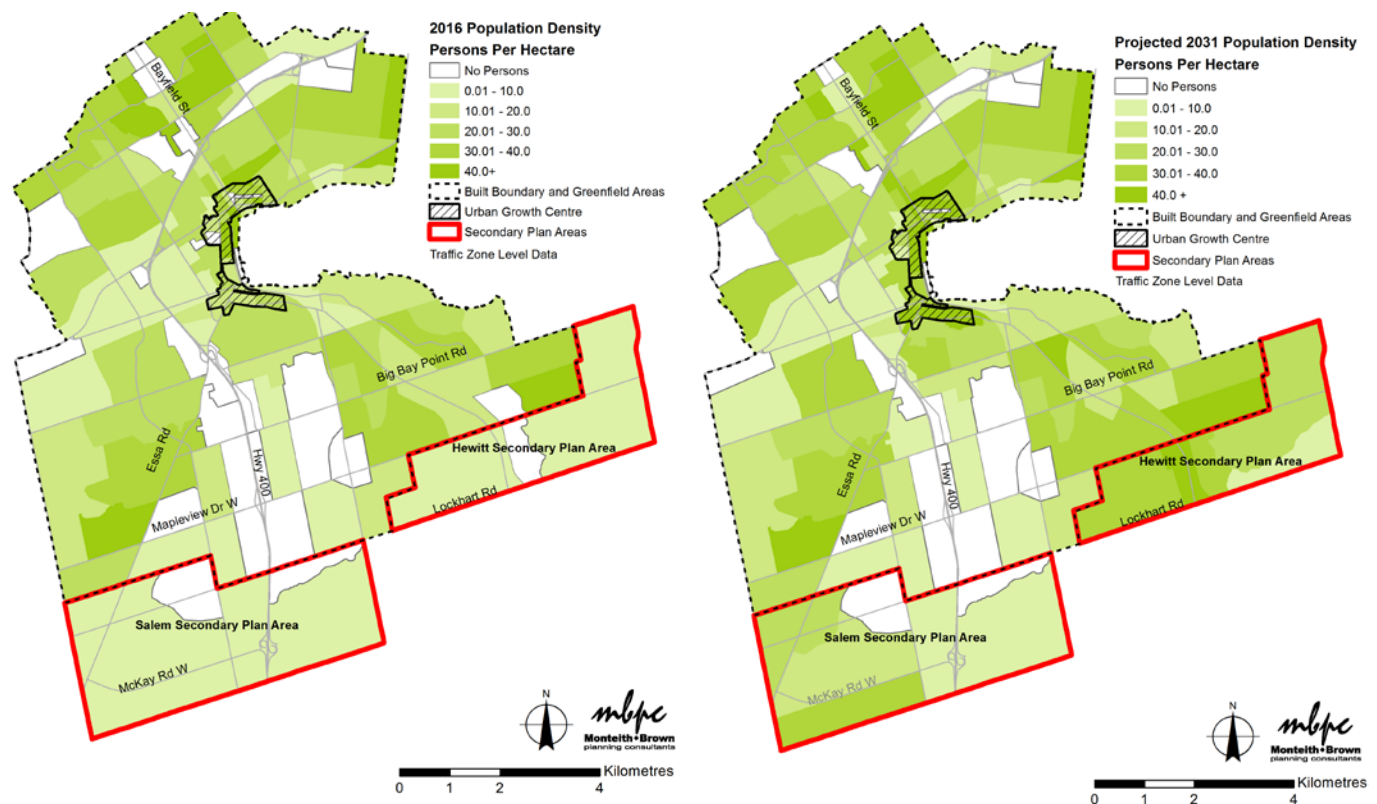 2016 Population Density
Persons Per Hectare
No Persons
0.01 - 10.0
10.01 - 20.0
20.01 - 30.0
30.01 - 40.0
40.0+
Built Boundary and Greenfield Areas
Urban Growth Centre
Secondary Plan Areas
Traffic Zone Level Data
Bayfield St
Big Bay Point Rd
Essa Rd
Hwy 400
Hewitt Secondary Plan Area
Lockhart Rd
Mapleview Dr W
Salem Secondary Plan Area
McKay Rd W
N
mbpc
Monteith+Brown
planning consultants
Kilometres
0 1 2 4
Projected 2031 Population Density
Persons Per Hectare
No Persons
0.01 - 10.0
10.01 - 20.0
20.01 - 30.0
30.01 - 40.0
40.0 +
Built Boundary and Greenfield Areas
Urban Growth Centre
Secondary Plan Areas
Traffic Zone Level Data
Bayfield St
Big Bay Point Rd
Essa Rd
Hwy 400
Hewitt Secondary Plan Area
Lockhart Rd
Mapleview Dr W
Salem Secondary Plan Area
McKay Rd W
N
mbpc
Monteith+Brown
planning consultants
Kilometres
0 1 2 4